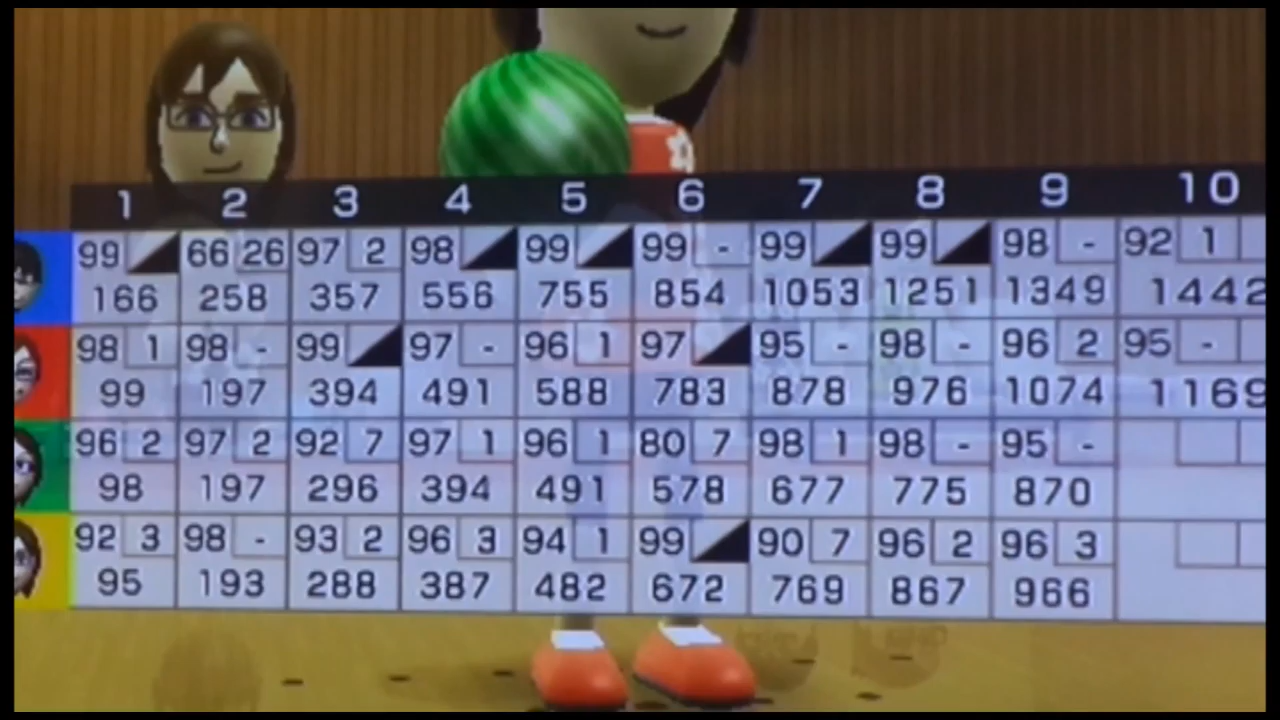 1 2 3 4 5 6 7 8 9 10
99 66 26 97 2 98 99 99 - 99 99 98 - 92 1
166 258 357 556 755 854 1053 1251 1349 1442
98 1 98 - 99 97 - 96 1 97 95 - 98 - 96 2 95 -
99 197 394 491 588 783 878 976 1074 1169
96 2 97 2 92 7 97 1 96 1 80 7 98 1 98 - 95 -
98 197 296 394 491 578 677 775 870
92 3 98 - 93 2 96 3 94 1 99 90 7 96 2 96 3
95 193 288 387 482 672 769 867 966